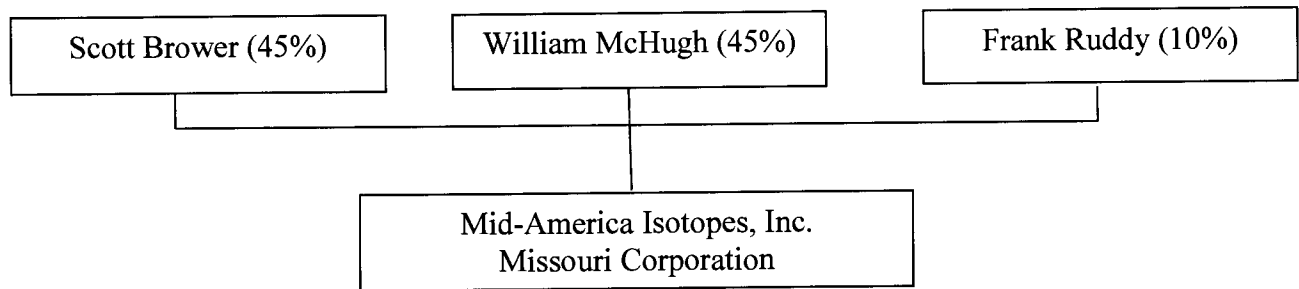 Scott Brower (45%)
William McHugh (45%)
Frank Ruddy (10%)
Mid-America Isotopes, Inc.
Missouri Corporation